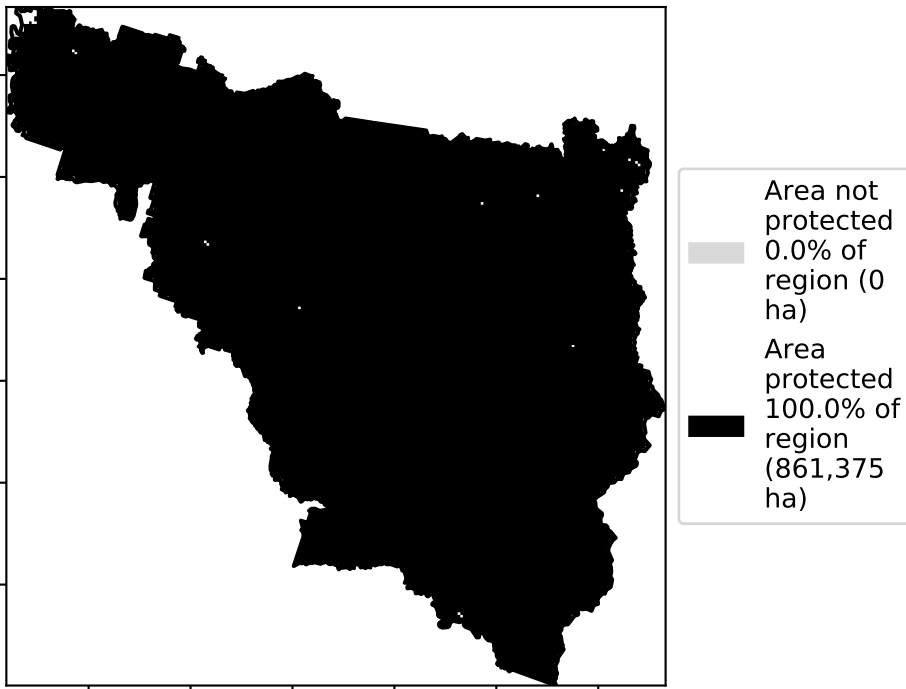 Area not
protected
0.0% of
region (0
ha)
Area
protected
100.0% of
region
(861,375
ha)